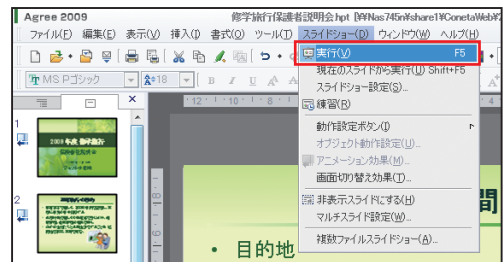 Agree 2009
修学旅行保護者説明会.hpt [¥¥Nas745n¥share1¥ConetaWeb¥
ファイル(F) 編集(E) 表示(V) 挿入(I) 書式(O) ツール(T) スライドショー(D) ウィンドウ(W) ヘルプ(H)
実行(V) F5
現在のスライドから実行(U) Shift+F5
MS Pゴシック 18 B I U
スライドショー設定(S)...
練習(R)
12 10 8 4
動作設定ボタン(I)
オブジェクト動作設定(U)...
アニメーション効果(M)...
画面切り替え効果(T)...
1
2
非表示スライドにする(H)
マルチスライド設定(W)...
複数ファイルスライドショー(A)...
間
• 目的地